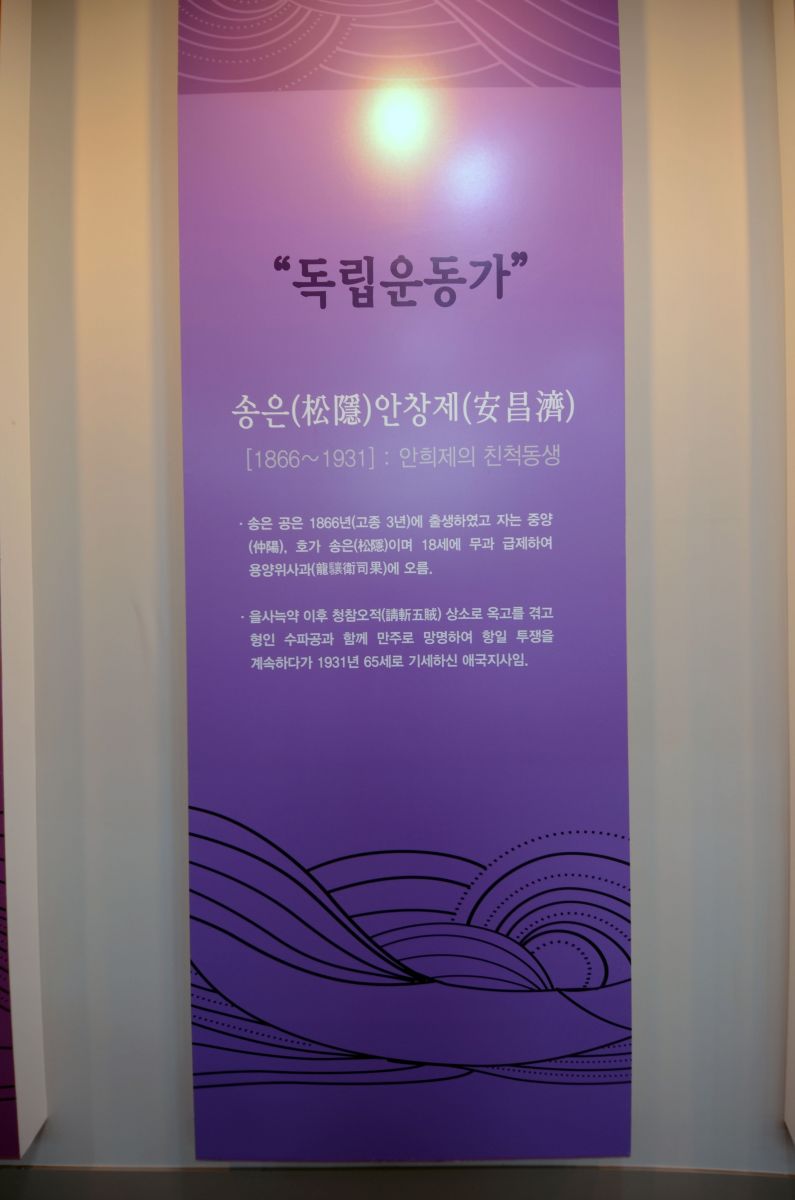 “독립운동가”
송은(松隱)안창제(安昌濟)
[1866~1931] : 안희제의 친척동생
· 송은 공은 1866년(고종 3년)에 출생하였고 자는 중양
(仲陽), 호가 송은(松隱)이며 18세에 무과 급제하여
용양위사과(龍驤衛司果)에 오름.
· 을사늑약 이후 청참오적(請斬五賊) 상소로 옥고를 겪고
형인 수파공과 함께 만주로 망명하여 항일 투쟁을
계속하다가 1931년 65세로 기세하신 애국지사임.